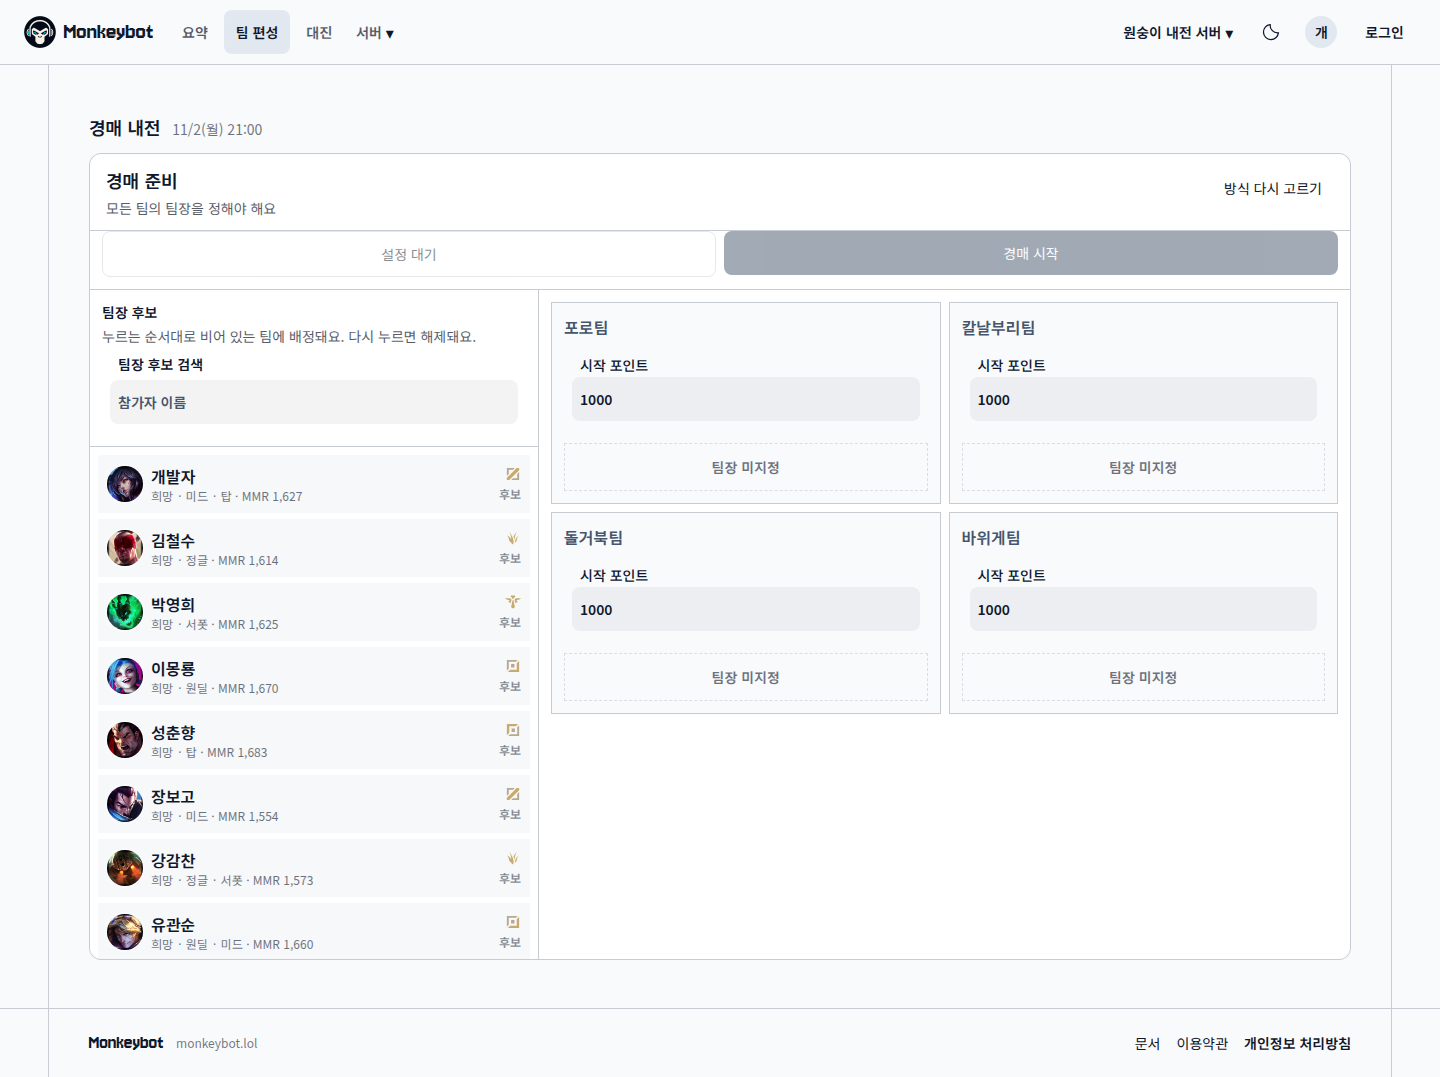 Monkeybot 요약 팀 편성 대진 서버 ▾ 원숭이 내전 서버 ▾ 개 로그인
경매 내전 11/2(월) 21:00
경매 준비
모든 팀의 팀장을 정해야 해요
방식 다시 고르기
설정 대기 경매 시작
팀장 후보
누르는 순서대로 비어 있는 팀에 배정돼요. 다시 누르면 해제돼요.
팀장 후보 검색
참가자 이름
개발자
희망 · 미드 · 탑 · MMR 1,627
후보
김철수
희망 · 정글 · MMR 1,614
후보
박영희
희망 · 서폿 · MMR 1,625
후보
이몽룡
희망 · 원딜 · MMR 1,670
후보
성춘향
희망 · 탑 · MMR 1,683
후보
장보고
희망 · 미드 · MMR 1,554
후보
강감찬
희망 · 정글 · 서폿 · MMR 1,573
후보
유관순
희망 · 원딜 · 미드 · MMR 1,660
후보
포로팀
시작 포인트
1000
팀장 미지정
칼날부리팀
시작 포인트
1000
팀장 미지정
돌거북팀
시작 포인트
1000
팀장 미지정
바위게팀
시작 포인트
1000
팀장 미지정
Monkeybot monkeybot.lol 문서 이용약관 개인정보 처리방침